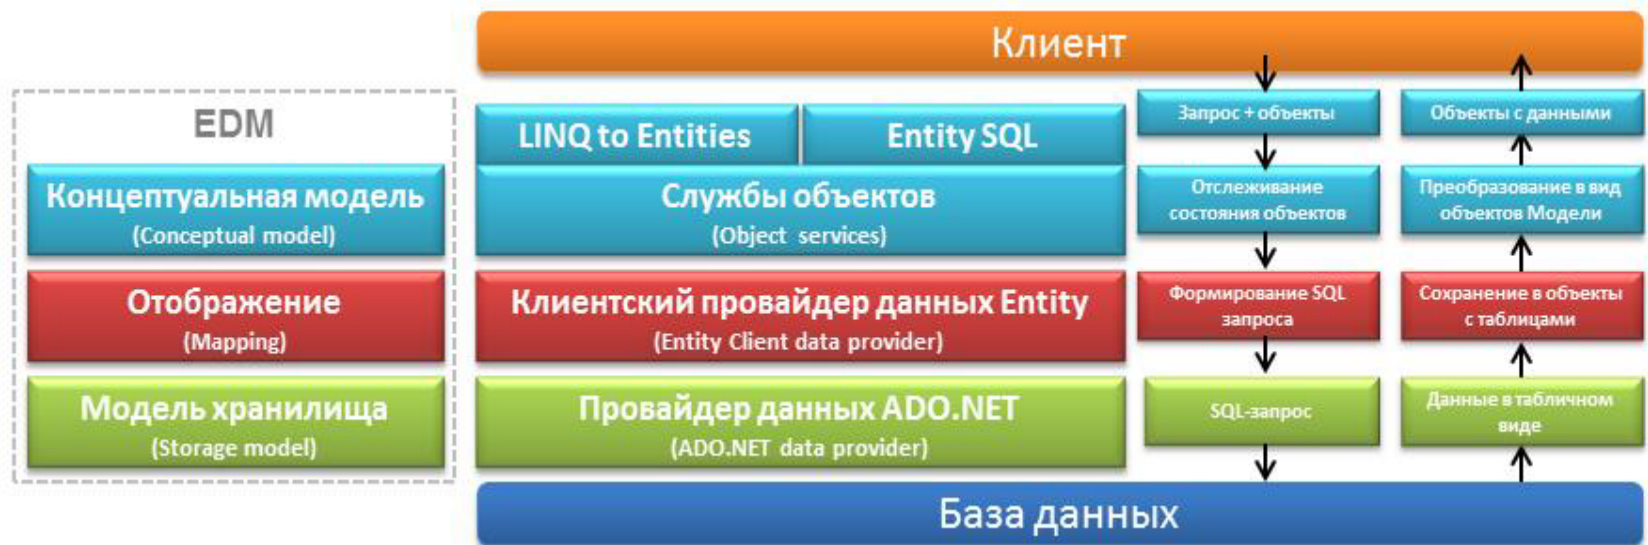 Клиент
EDM
Концептуальная модель
(Conceptual model)
Отображение
(Mapping)
Модель хранилища
(Storage model)
LINQ to Entities
Entity SQL
Службы объектов
(Object services)
Клиентский провайдер данных Entity
(Entity Client data provider)
Провайдер данных ADO.NET
(ADO.NET data provider)
Запрос + объекты
Отслеживание
состояния объектов
Формирование SQL
запроса
SQL-запрос
Объекты с данными
Преобразование в вид
объектов Модели
Сохранение в объекты
с таблицами
Данные в табличном
виде
База данных